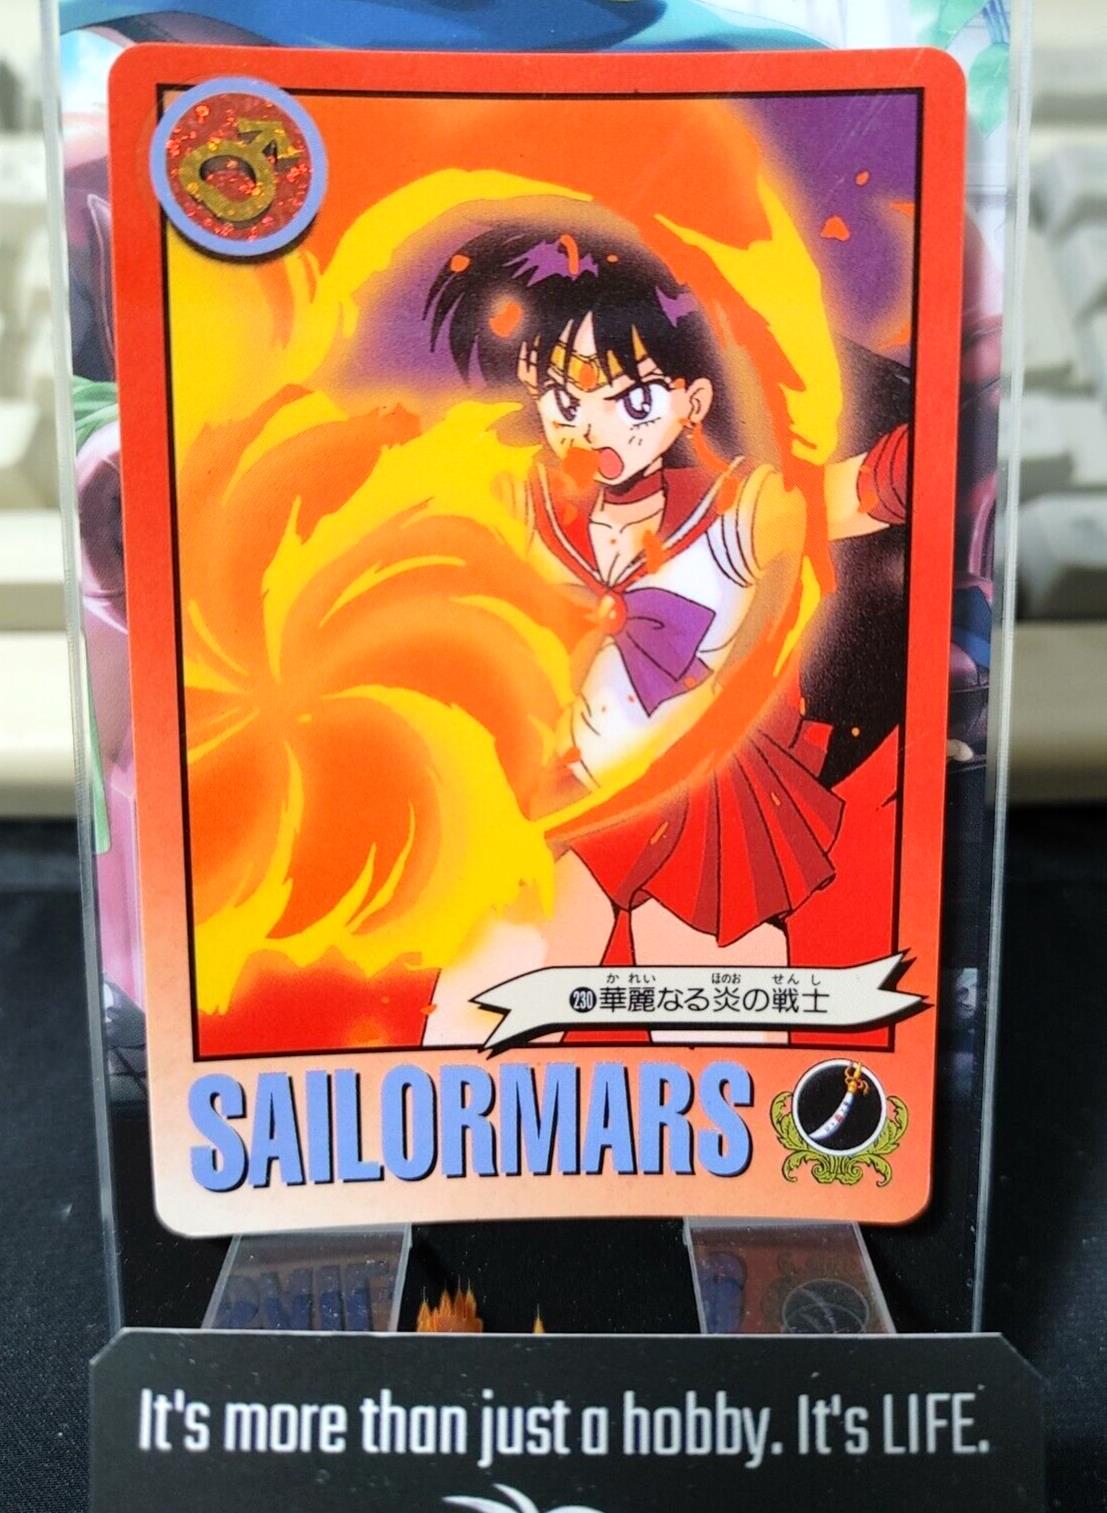 かれい ほのお せんし
230 華麗なる炎の戦士
SAILORMARS
It's more than just a hobby. It's LIFE.